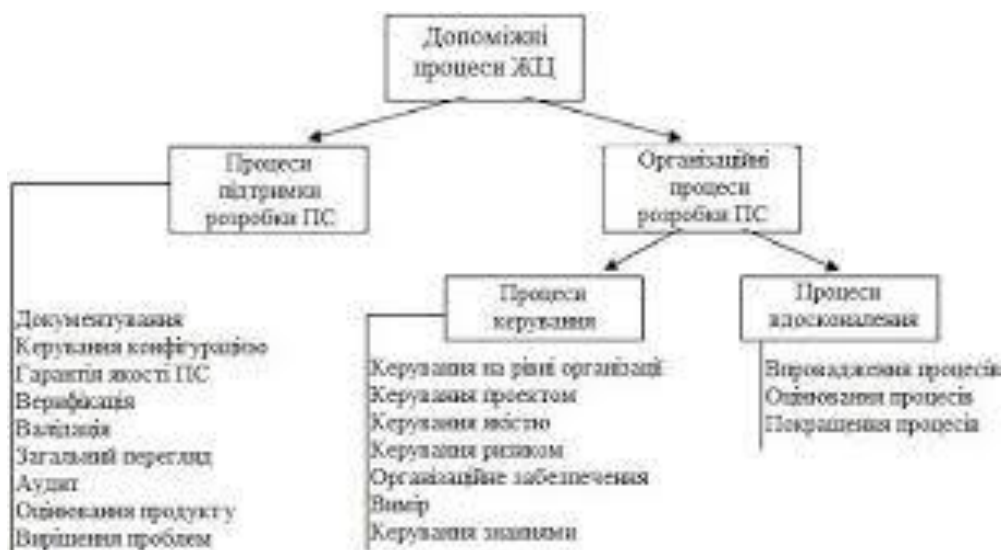 Допоміжні
процеси ЖЦ
Процеси
підтримки
розробки ПС
Організаційні
процеси
розробки ПС
Процеси
керування
Процеси
вдосконалення
Документування
Керування конфігурацією
Гарантія якості ПС
Верифікація
Валідація
Загальний перегляд
Аудит
Оцінювання продукту
Вирішення проблем
Керування на рівні організації
Керування проектом
Керування якістю
Керування ризиком
Організаційне забезпечення
Вимір
Керування знаннями
Впровадження процесів
Оцінювання процесів
Покращення процесів